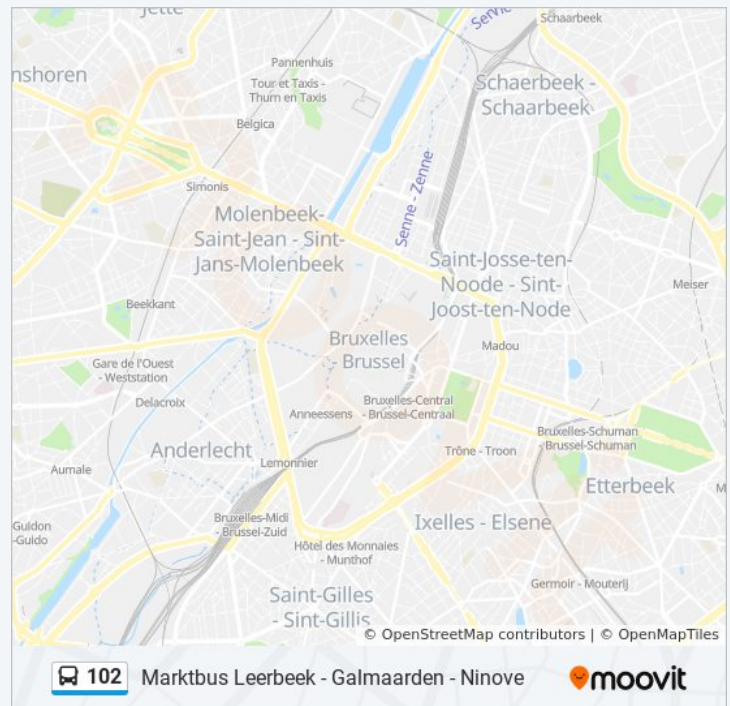 Jette
Senne
Schaarbeek
Pannenhuis
nshoren
Tour et Taxis -
Thurn en Taxis
Schaerbeek -
Schaarbeek
Belgica
Senne - Zenne
Simonis
Molenbeek-
Saint-Jean - Sint-
Jans-Molenbeek
Saint-Josse-ten-
Noode - Sint-
Joost-ten-Node
Meiser
Beekkant
Bruxelles
- Brussel
Madou
Gare de l'Ouest
- Weststation
Delacroix
Bruxelles-Central
- Brussel-Centraal
Anneessens
Bruxelles-Schuman
- Brussel-Schuman
Anderlecht
Trône - Troon
Lemonnier
Aumale
Etterbeek
M
Bruxelles-Midi
- Brussel-Zuid
Ixelles - Elsene
Guidon
-Guido
Hôtel des Monnaies
- Munthof
Germoir - Mouterij
Saint-Gilles
- Sint-Gillis
© OpenStreetMap contributors | © OpenMapTiles
102 Marktbus Leerbeek - Galmaarden - Ninove
moovit